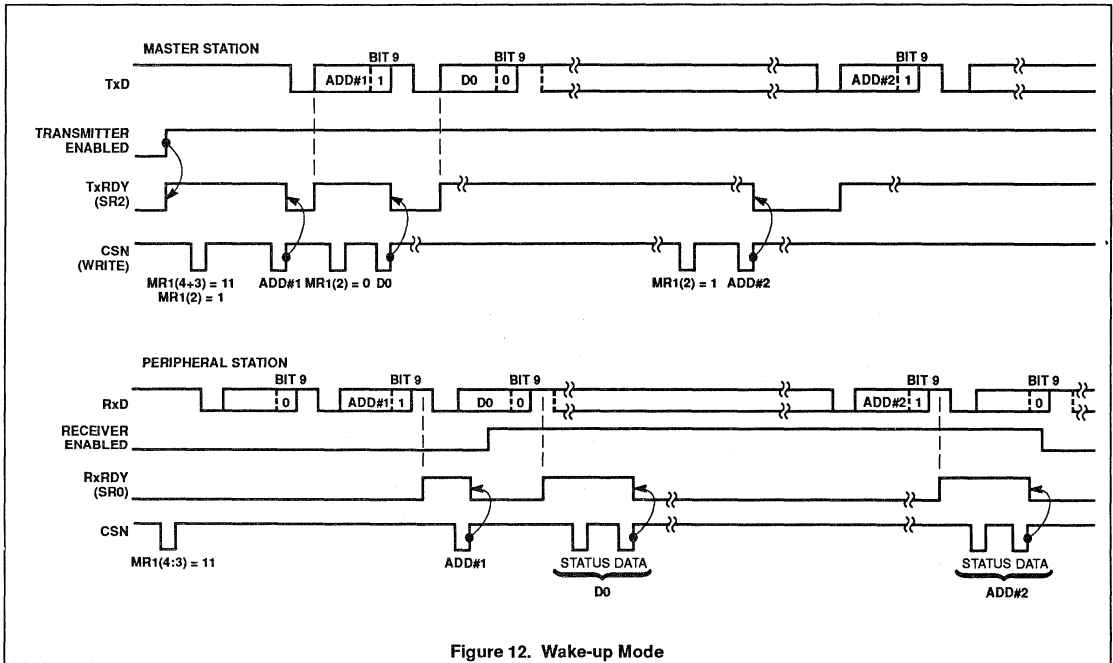 MASTER STATION
BIT 9 BIT 9 BIT 9
TxD ADD#1 1 D0 0 ADD#2 1
TRANSMITTER
ENABLED
TxRDY
(SR2)
CSN
(WRITE)
MR1(4+3) = 11 ADD#1 MR1(2) = 0 D0 MR1(2) = 1 ADD#2
MR1(2) = 1
PERIPHERAL STATION
BIT 9 BIT 9 BIT 9 BIT 9 BIT 9
RxD 0 ADD#1 1 D0 0 ADD#2 1 0
RECEIVER
ENABLED
RxRDY
(SR0)
CSN
MR1(4:3) = 11 ADD#1 STATUS DATA STATUS DATA
D0 ADD#2
Figure 12. Wake-up Mode